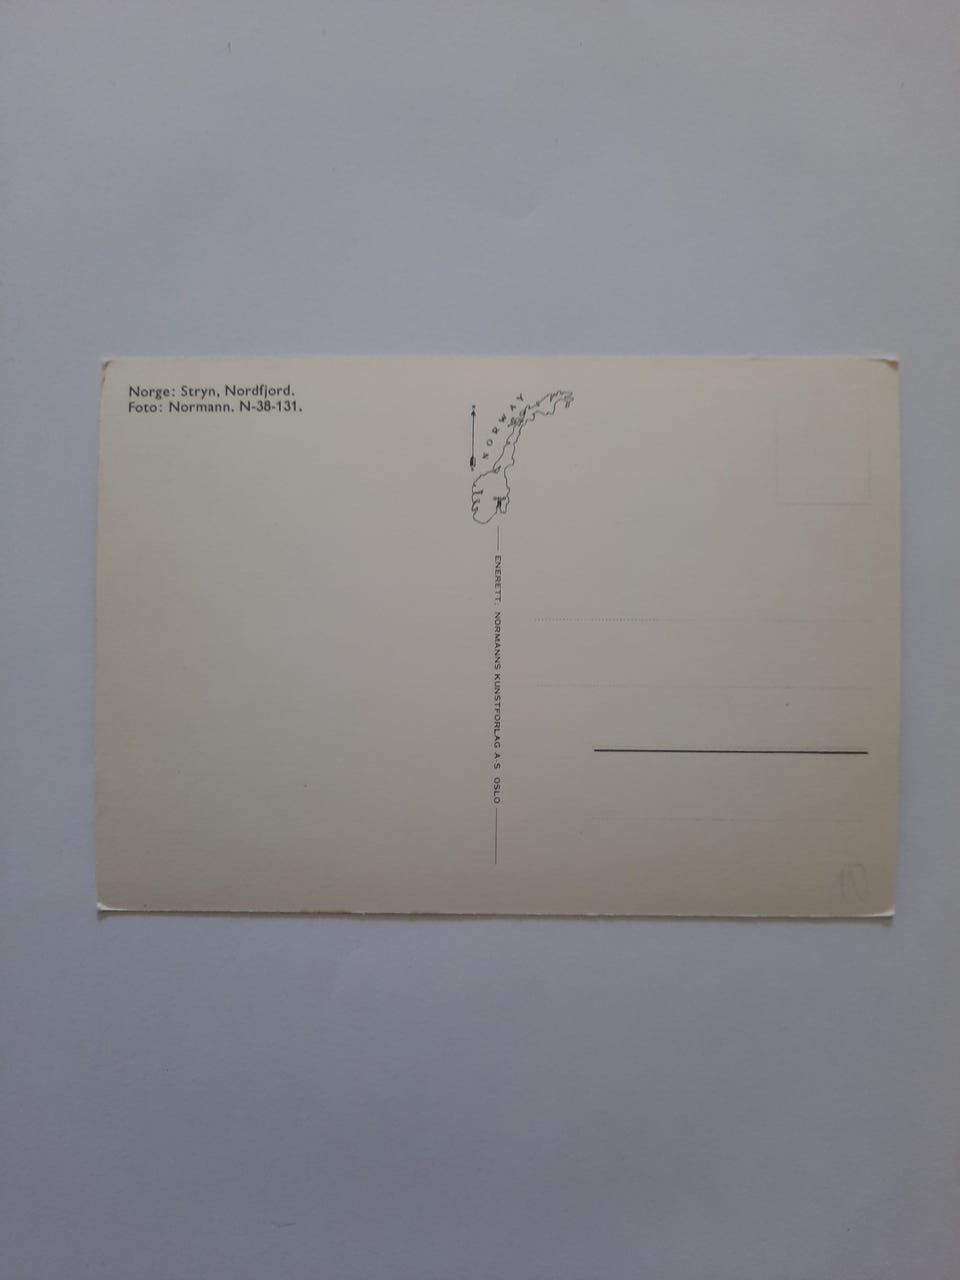 Norge: Stryn, Nordfjord.
Foto: Normann. N-38-131.
NORWAY
ENERETT: NORMANNS KUNSTFORLAG A-S OSLO